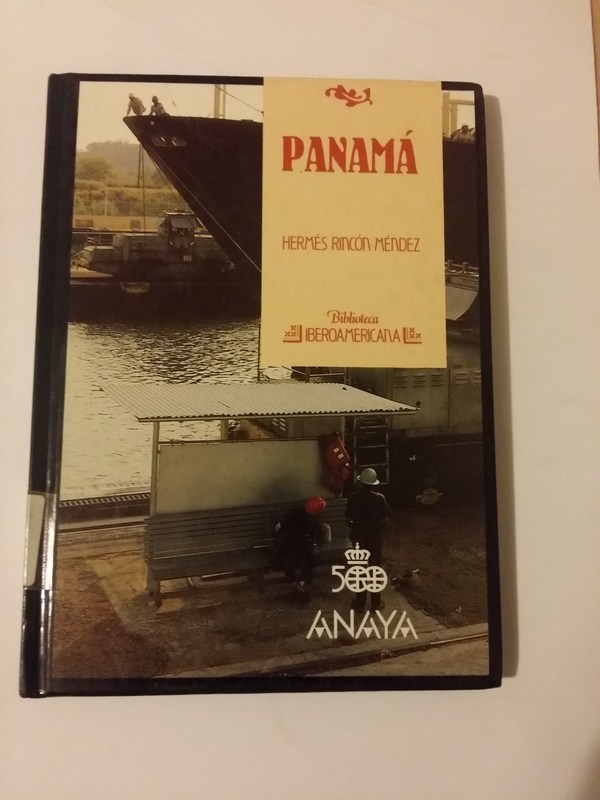 PANAMÁ
HERMÉS RINCÓN MÉNDEZ
Biblioteca
IBEROAMERICANA
500
ANAYA